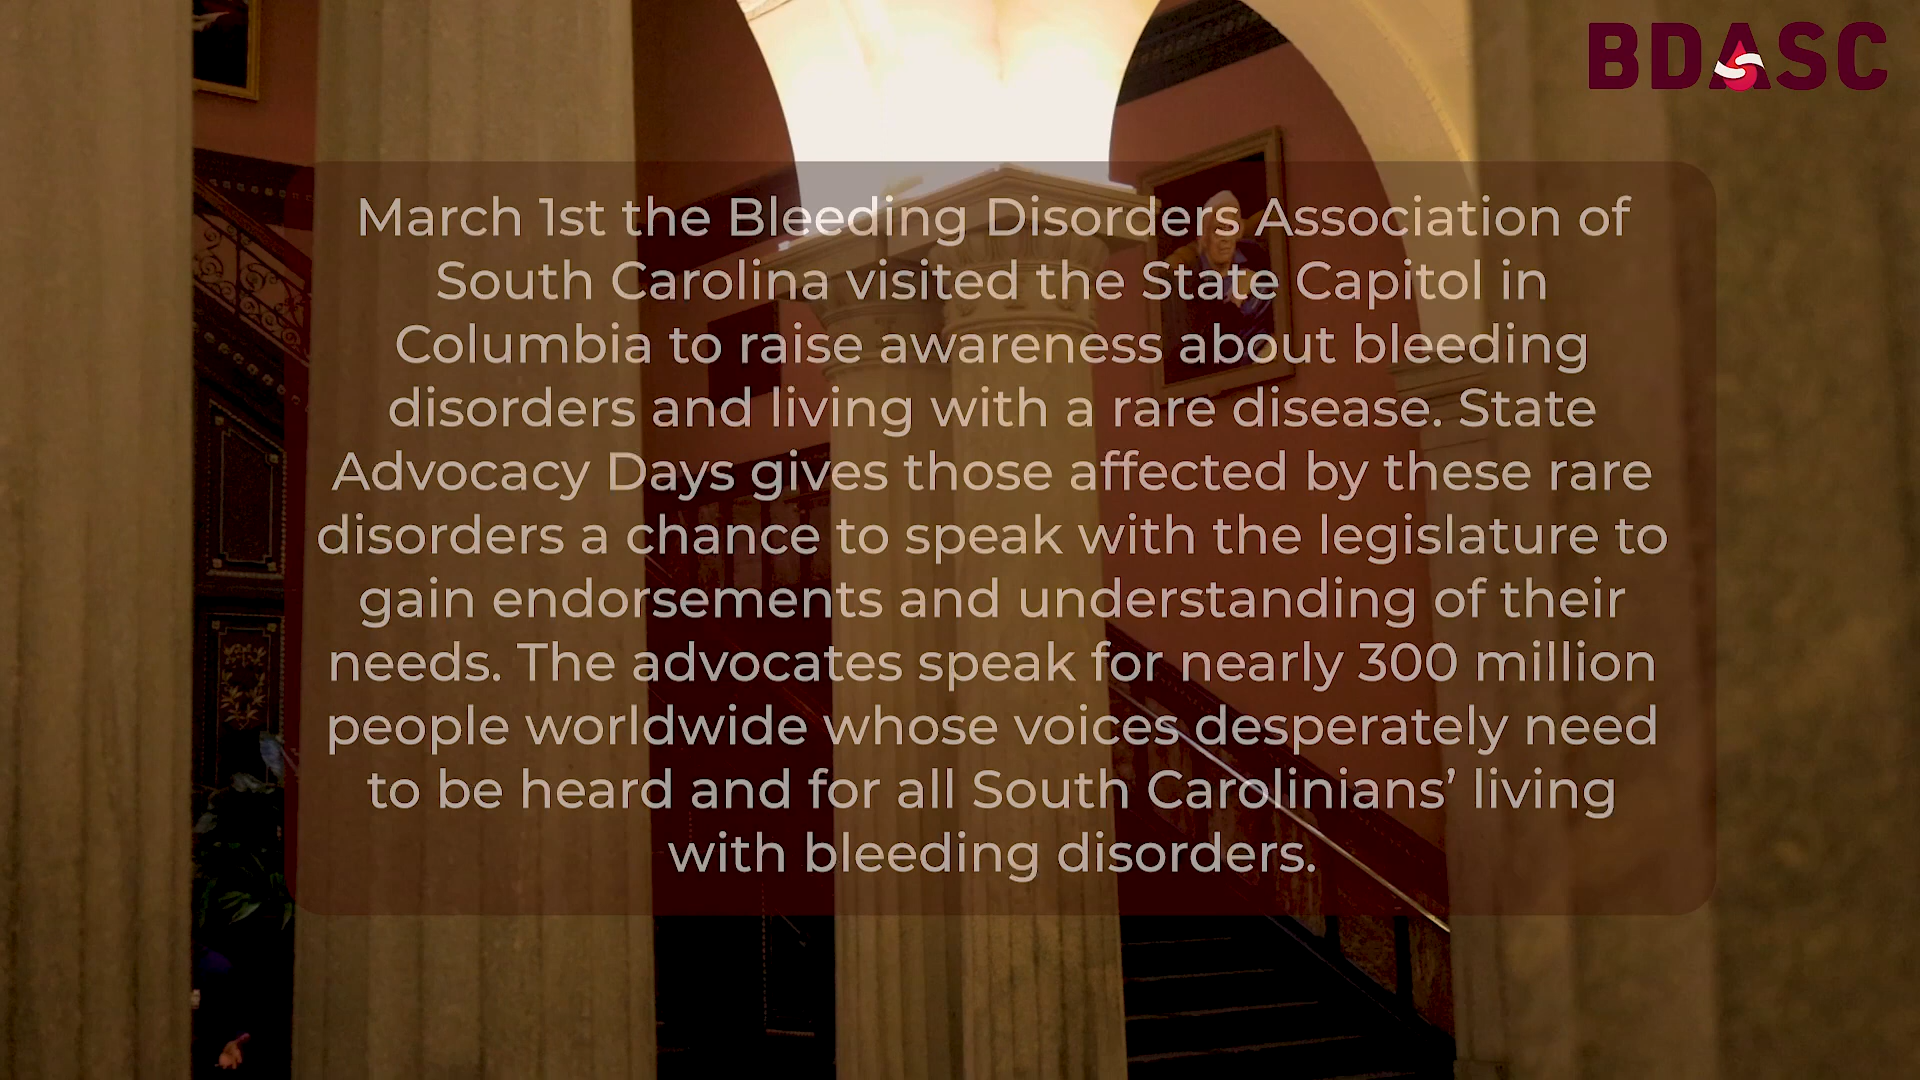 BDASC
March 1st the Bleeding Disorders Association of
South Carolina visited the State Capitol in
Columbia to raise awareness about bleeding
disorders and living with a rare disease. State
Advocacy Days gives those affected by these rare
disorders a chance to speak with the legislature to
gain endorsements and understanding of their
needs. The advocates speak for nearly 300 million
people worldwide whose voices desperately need
to be heard and for all South Carolinians’ living
with bleeding disorders.